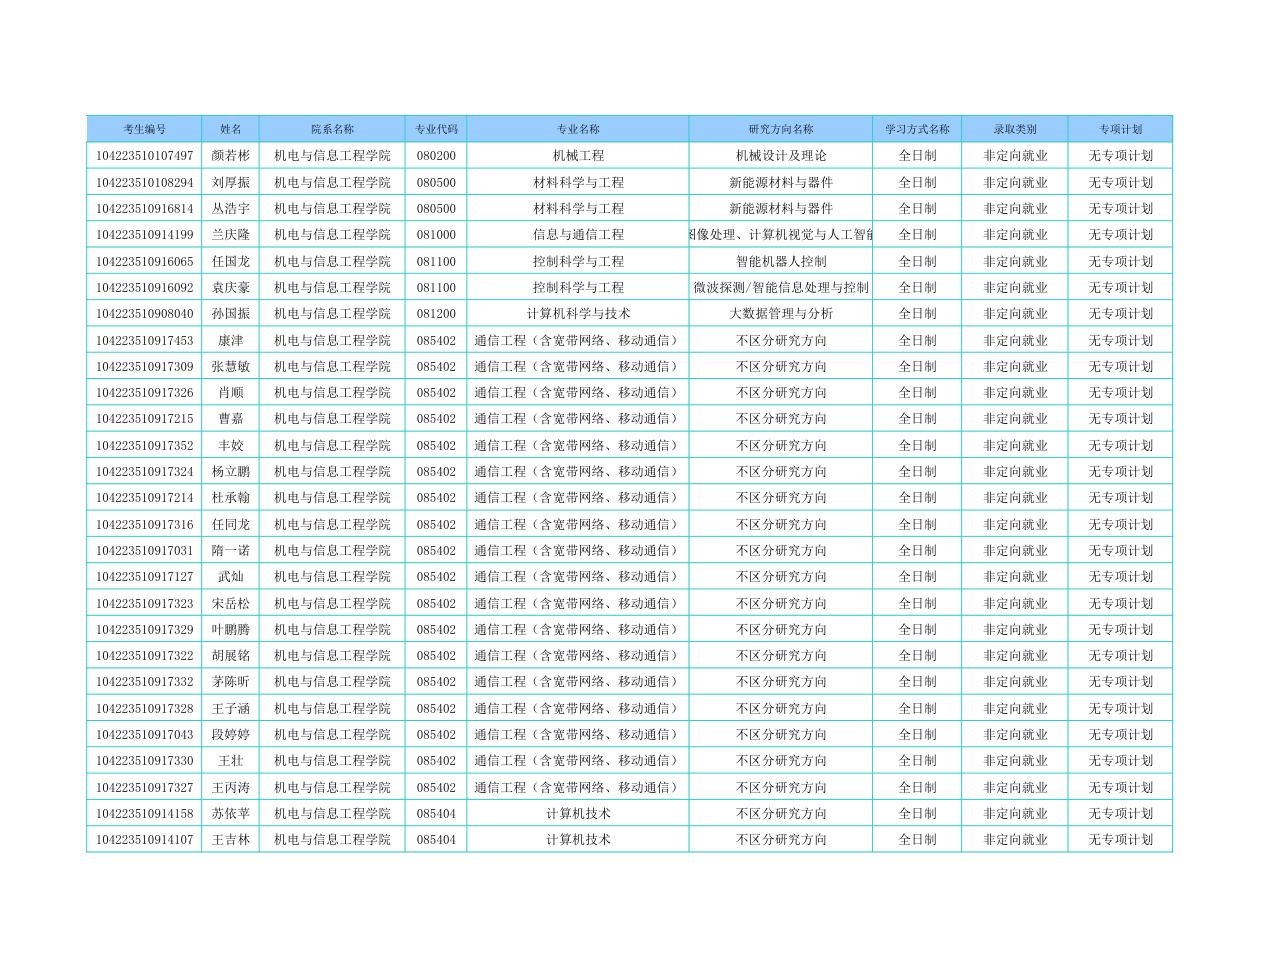 考生编号 姓名 院系名称 专业代码 专业名称 研究方向名称 学习方式名称 录取类别 专项计划
104223510107497 颜若彬 机电与信息工程学院 080200 机械工程 机械设计及理论 全日制 非定向就业 无专项计划
104223510108294 刘厚振 机电与信息工程学院 080500 材料科学与工程 新能源材料与器件 全日制 非定向就业 无专项计划
104223510916814 丛浩宇 机电与信息工程学院 080500 材料科学与工程 新能源材料与器件 全日制 非定向就业 无专项计划
104223510914199 兰庆隆 机电与信息工程学院 081000 信息与通信工程 图像处理、计算机视觉与人工智能 全日制 非定向就业 无专项计划
104223510916065 任国龙 机电与信息工程学院 081100 控制科学与工程 智能机器人控制 全日制 非定向就业 无专项计划
104223510916092 袁庆豪 机电与信息工程学院 081100 控制科学与工程 微波探测/智能信息处理与控制 全日制 非定向就业 无专项计划
104223510908040 孙国振 机电与信息工程学院 081200 计算机科学与技术 大数据管理与分析 全日制 非定向就业 无专项计划
104223510917453 康津 机电与信息工程学院 085402 通信工程（含宽带网络、移动通信） 不区分研究方向 全日制 非定向就业 无专项计划
104223510917309 张慧敏 机电与信息工程学院 085402 通信工程（含宽带网络、移动通信） 不区分研究方向 全日制 非定向就业 无专项计划
104223510917326 肖顺 机电与信息工程学院 085402 通信工程（含宽带网络、移动通信） 不区分研究方向 全日制 非定向就业 无专项计划
104223510917215 曹嘉 机电与信息工程学院 085402 通信工程（含宽带网络、移动通信） 不区分研究方向 全日制 非定向就业 无专项计划
104223510917352 丰姣 机电与信息工程学院 085402 通信工程（含宽带网络、移动通信） 不区分研究方向 全日制 非定向就业 无专项计划
104223510917324 杨立鹏 机电与信息工程学院 085402 通信工程（含宽带网络、移动通信） 不区分研究方向 全日制 非定向就业 无专项计划
104223510917214 杜承翰 机电与信息工程学院 085402 通信工程（含宽带网络、移动通信） 不区分研究方向 全日制 非定向就业 无专项计划
104223510917316 任同龙 机电与信息工程学院 085402 通信工程（含宽带网络、移动通信） 不区分研究方向 全日制 非定向就业 无专项计划
104223510917031 隋一诺 机电与信息工程学院 085402 通信工程（含宽带网络、移动通信） 不区分研究方向 全日制 非定向就业 无专项计划
104223510917127 武灿 机电与信息工程学院 085402 通信工程（含宽带网络、移动通信） 不区分研究方向 全日制 非定向就业 无专项计划
104223510917323 宋岳松 机电与信息工程学院 085402 通信工程（含宽带网络、移动通信） 不区分研究方向 全日制 非定向就业 无专项计划
104223510917329 叶鹏腾 机电与信息工程学院 085402 通信工程（含宽带网络、移动通信） 不区分研究方向 全日制 非定向就业 无专项计划
104223510917322 胡展铭 机电与信息工程学院 085402 通信工程（含宽带网络、移动通信） 不区分研究方向 全日制 非定向就业 无专项计划
104223510917332 茅陈昕 机电与信息工程学院 085402 通信工程（含宽带网络、移动通信） 不区分研究方向 全日制 非定向就业 无专项计划
104223510917328 王子涵 机电与信息工程学院 085402 通信工程（含宽带网络、移动通信） 不区分研究方向 全日制 非定向就业 无专项计划
104223510917043 段婷婷 机电与信息工程学院 085402 通信工程（含宽带网络、移动通信） 不区分研究方向 全日制 非定向就业 无专项计划
104223510917330 王壮 机电与信息工程学院 085402 通信工程（含宽带网络、移动通信） 不区分研究方向 全日制 非定向就业 无专项计划
104223510917327 王丙涛 机电与信息工程学院 085402 通信工程（含宽带网络、移动通信） 不区分研究方向 全日制 非定向就业 无专项计划
104223510914158 苏依苹 机电与信息工程学院 085404 计算机技术 不区分研究方向 全日制 非定向就业 无专项计划
104223510914107 王吉林 机电与信息工程学院 085404 计算机技术 不区分研究方向 全日制 非定向就业 无专项计划